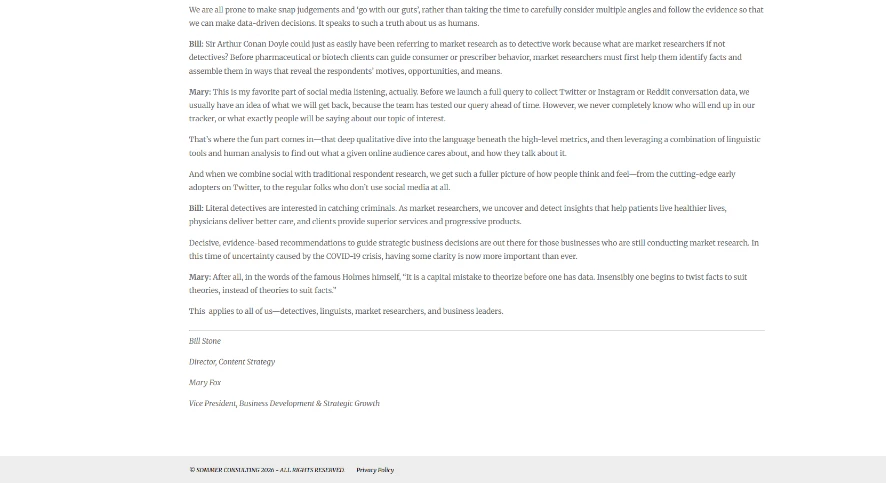 We are all prone to make snap judgements and ‘go with our guts’, rather than taking the time to carefully consider multiple angles and follow the evidence so that
we can make data-driven decisions. It speaks to such a truth about us as humans.
Bill: Sir Arthur Conan Doyle could just as easily have been referring to market research as to detective work because what are market researchers if not
detectives? Before pharmaceutical or biotech clients can guide consumer or prescriber behavior, market researchers must first help them identify facts and
assemble them in ways that reveal the respondents’ motives, opportunities, and means.
Mary: This is my favorite part of social media listening, actually. Before we launch a full query to collect Twitter or Instagram or Reddit conversation data, we
usually have an idea of what we will get back, because the team has tested our query ahead of time. However, we never completely know who will end up in our
tracker, or what exactly people will be saying about our topic of interest.
That’s where the fun part comes in—that deep qualitative dive into the language beneath the high-level metrics, and then leveraging a combination of linguistic
tools and human analysis to find out what a given online audience cares about, and how they talk about it.
And when we combine social with traditional respondent research, we get such a fuller picture of how people think and feel—from the cutting-edge early
adopters on Twitter, to the regular folks who don’t use social media at all.
Bill: Literal detectives are interested in catching criminals. As market researchers, we uncover and detect insights that help patients live healthier lives,
physicians deliver better care, and clients provide superior services and progressive products.
Decisive, evidence-based recommendations to guide strategic business decisions are out there for those businesses who are still conducting market research. In
this time of uncertainty caused by the COVID-19 crisis, having some clarity is now more important than ever.
Mary: After all, in the words of the famous Holmes himself, “It is a capital mistake to theorize before one has data. Insensibly one begins to twist facts to suit
theories, instead of theories to suit facts.”
This applies to all of us—detectives, linguists, market researchers, and business leaders.
Bill Stone
Director, Content Strategy
Mary Fox
Vice President, Business Development & Strategic Growth
© SOMMER CONSULTING 2026 - ALL RIGHTS RESERVED. Privacy Policy